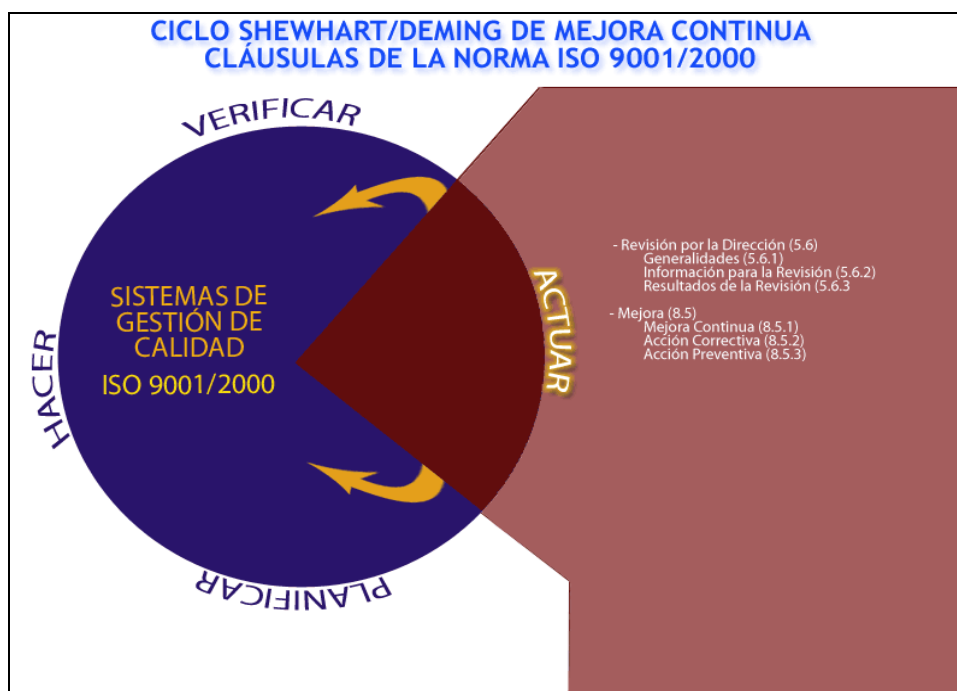 CICLO SHEWHART/DEMING DE MEJORA CONTINUA
CLÁUSULAS DE LA NORMA ISO 9001/2000
VERIFICAR
HACER
SISTEMAS DE
GESTIÓN DE
CALIDAD
ISO 9001/2000
PLANIFICAR
ACTUAR
- Revisión por la Dirección (5.6)
Generalidades (5.6.1)
Información para la Revisión (5.6.2)
Resultados de la Revisión (5.6.3
- Mejora (8.5)
Mejora Continua (8.5.1)
Acción Correctiva (8.5.2)
Acción Preventiva (8.5.3)